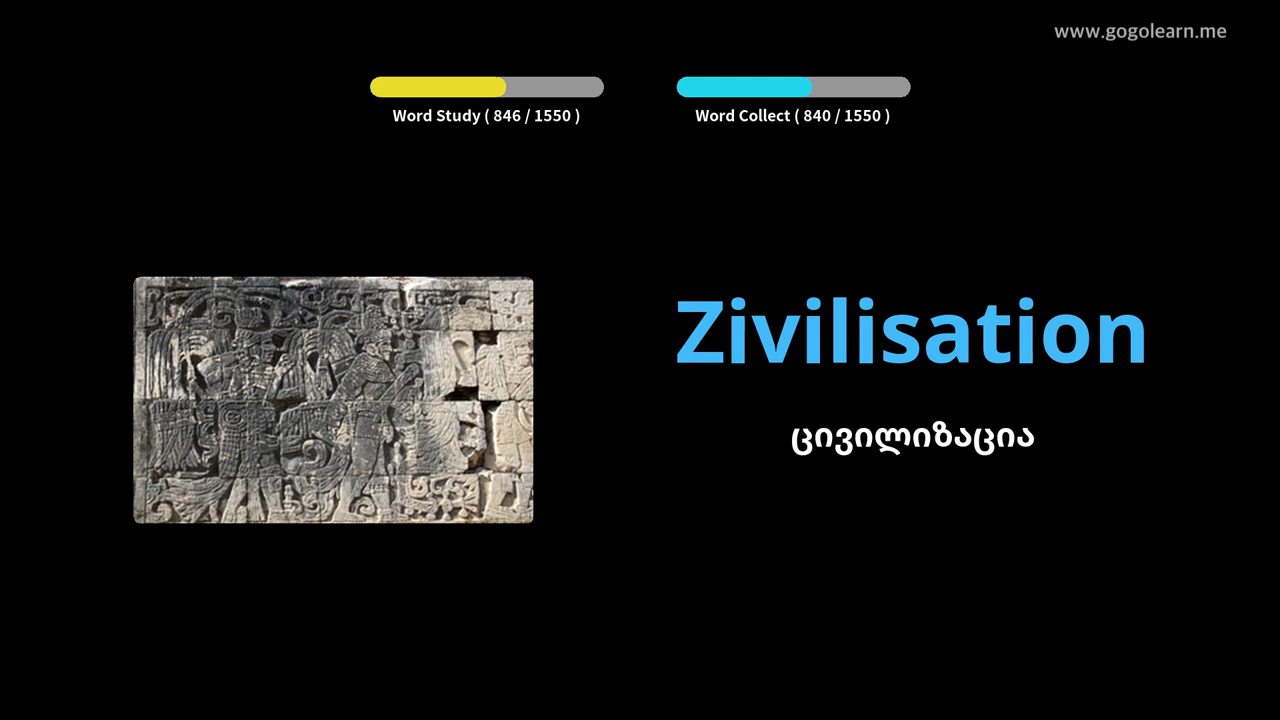 www.gogolearn.me
Word Study ( 846 / 1550 )
Word Collect ( 840 / 1550 )
Zivilisation
ცივილიზაცია